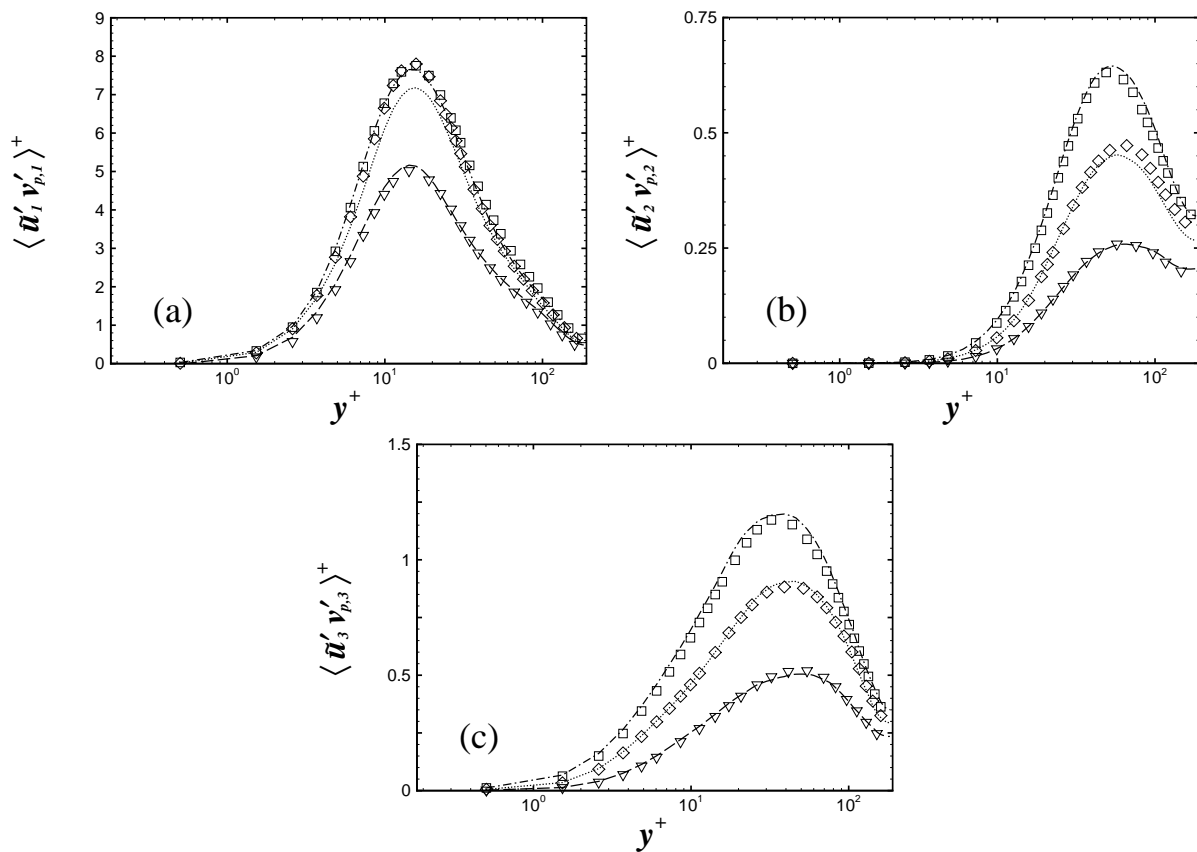 9
8
7
6
5
4
3
2
1
0
⟨ũ′₁ v′ₚ,₁⟩⁺
(a)
10⁰ 10¹ 10²
y⁺
0.75
0.5
0.25
0
⟨ũ′₂ v′ₚ,₂⟩⁺
(b)
10⁰ 10¹ 10²
y⁺
1.5
1
0.5
0
⟨ũ′₃ v′ₚ,₃⟩⁺
(c)
10⁰ 10¹ 10²
y⁺